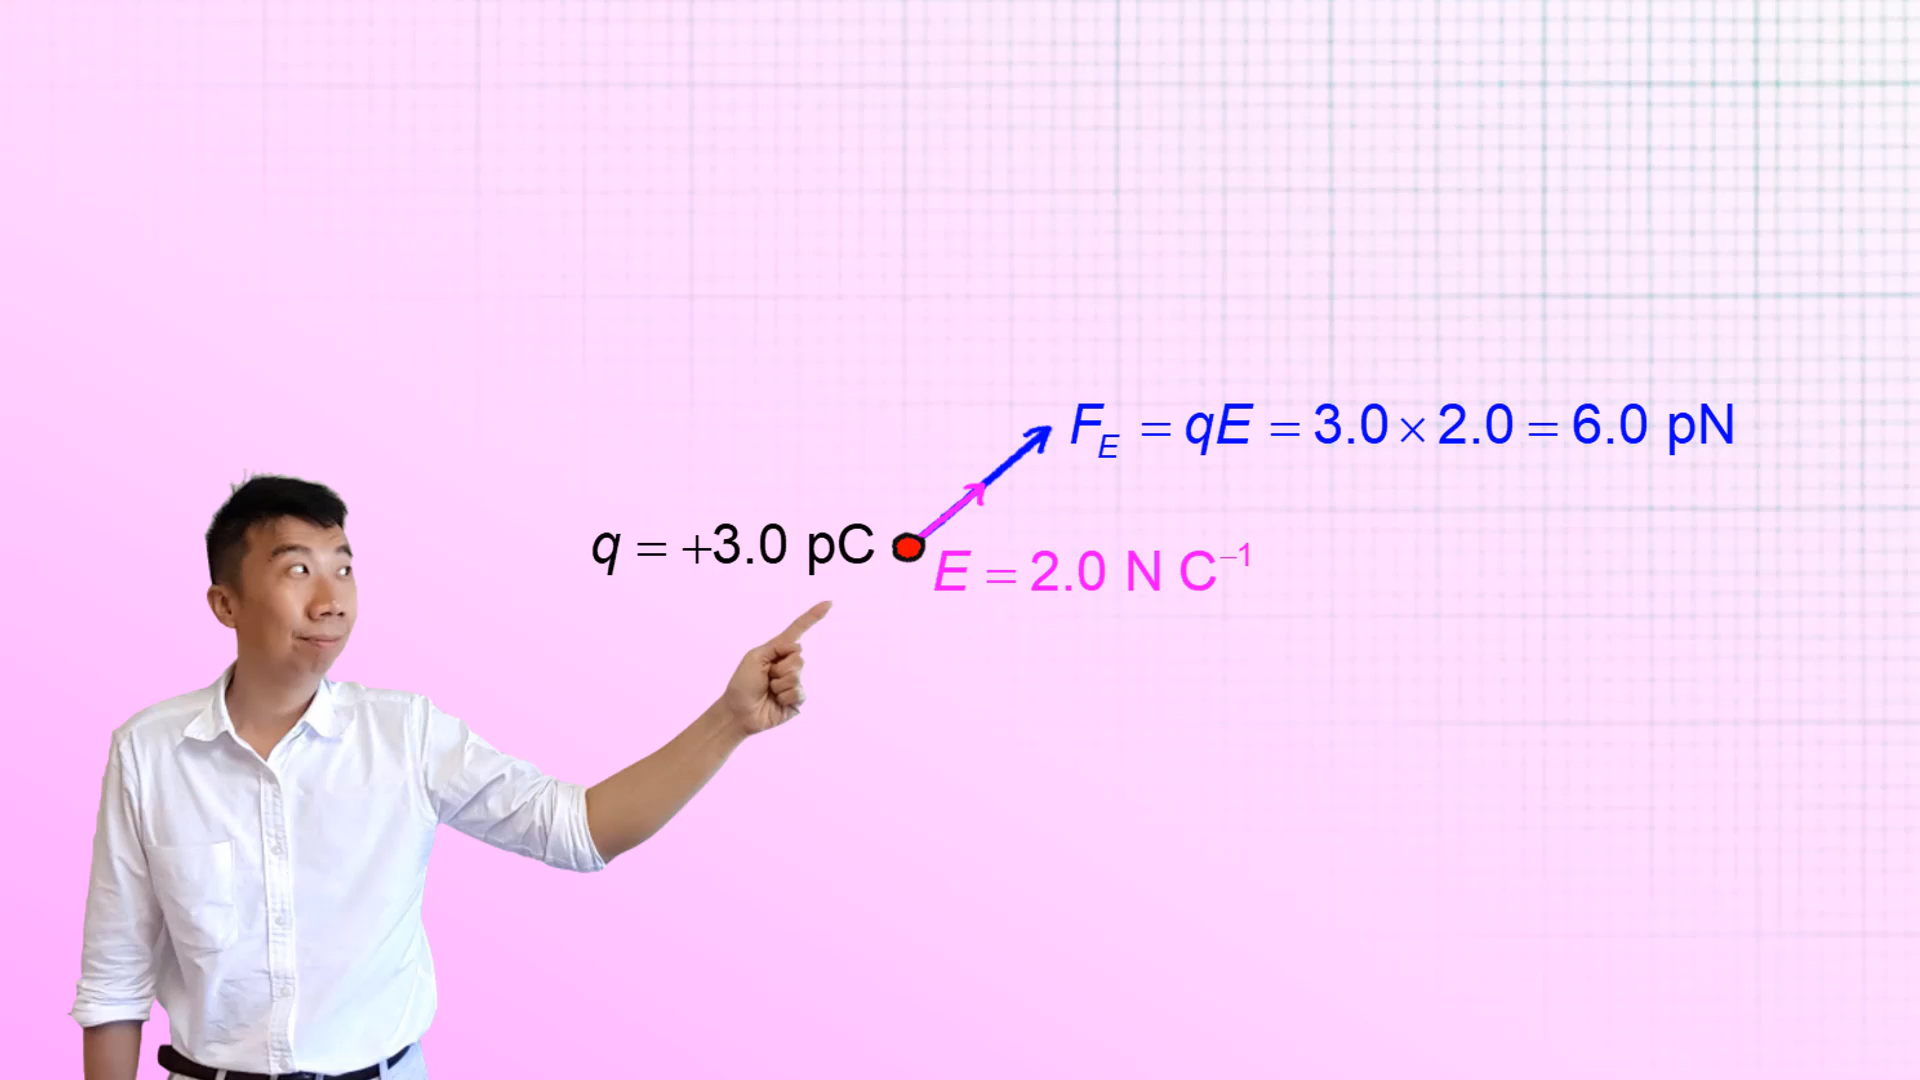 F_E = qE = 3.0 × 2.0 = 6.0 pN
q = +3.0 pC
E = 2.0 N C⁻¹